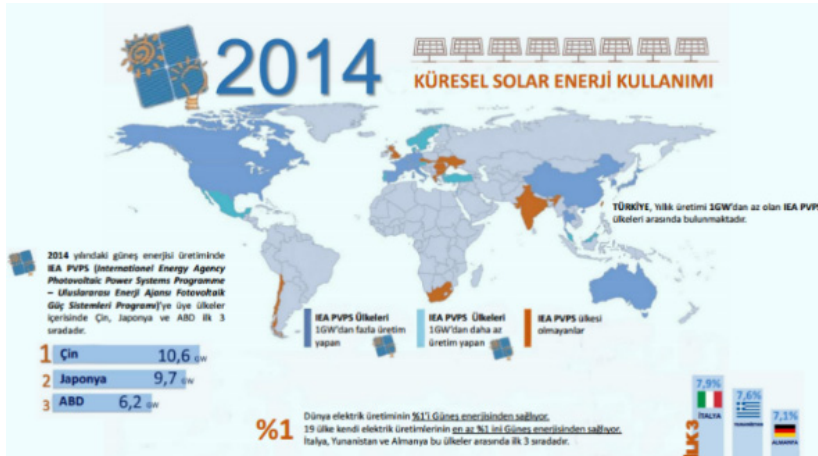 2014
KÜRESEL SOLAR ENERJİ KULLANIMI
TÜRKİYE, Yıllık üretimi 1GW'dan az olan IEA PVPS
ülkeleri arasında bulunmaktadır.
2014 yılındaki güneş enerjisi üretiminde
IEA PVPS (Internationel Energy Agency
Photovoltaic Power Systems Programme
– Uluslararası Enerji Ajansı Fotovoltaik
Güç Sistemleri Programı)'ye üye ülkeler
içerisinde Çin, Japonya ve ABD ilk 3
sıradadır.
IEA PVPS Ülkeleri
1GW'dan fazla üretim
yapan
IEA PVPS Ülkeleri
1GW'dan daha az
üretim yapan
IEA PVPS ülkesi
olmayanlar
1 Çin 10,6 GW
2 Japonya 9,7 GW
3 ABD 6,2 GW
%1
Dünya elektrik üretiminin %1'i Güneş enerjisinden sağlıyor.
19 ülke kendi elektrik üretimlerinin en az %1 ini Güneş enerjisinden sağlıyor.
İtalya, Yunanistan ve Almanya bu ülkeler arasında ilk 3 sıradadır.
İLK 3
7,9%
İTALYA
7,6%
YUNANİSTAN
7,1%
ALMANYA